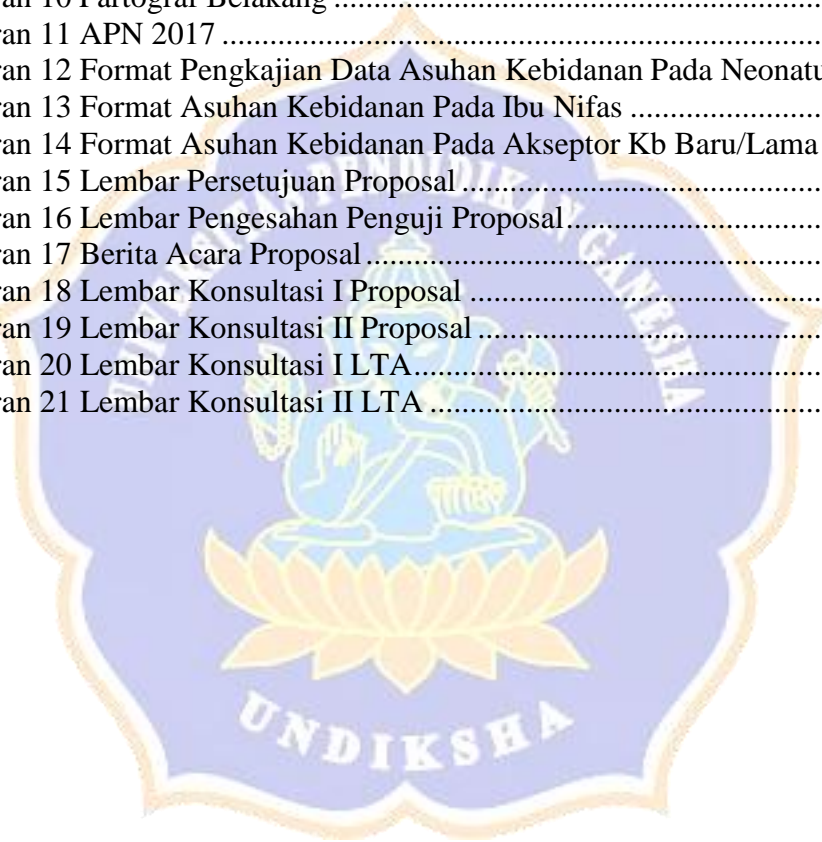 ran 10 Partograf Belakang ........................................................
ran 11 APN 2017 ........................................................................
ran 12 Format Pengkajian Data Asuhan Kebidanan Pada Neonatu
ran 13 Format Asuhan Kebidanan Pada Ibu Nifas ........................
ran 14 Format Asuhan Kebidanan Pada Akseptor Kb Baru/Lama
ran 15 Lembar Persetujuan Proposal .............................................
ran 16 Lembar Pengesahan Penguji Proposal................................
ran 17 Berita Acara Proposal .........................................................
ran 18 Lembar Konsultasi I Proposal ............................................
ran 19 Lembar Konsultasi II Proposal ...........................................
ran 20 Lembar Konsultasi I LTA...................................................
ran 21 Lembar Konsultasi II LTA .................................................
UNIVERSITAS PENDIDIKAN GANESHA
UNDIKSHA